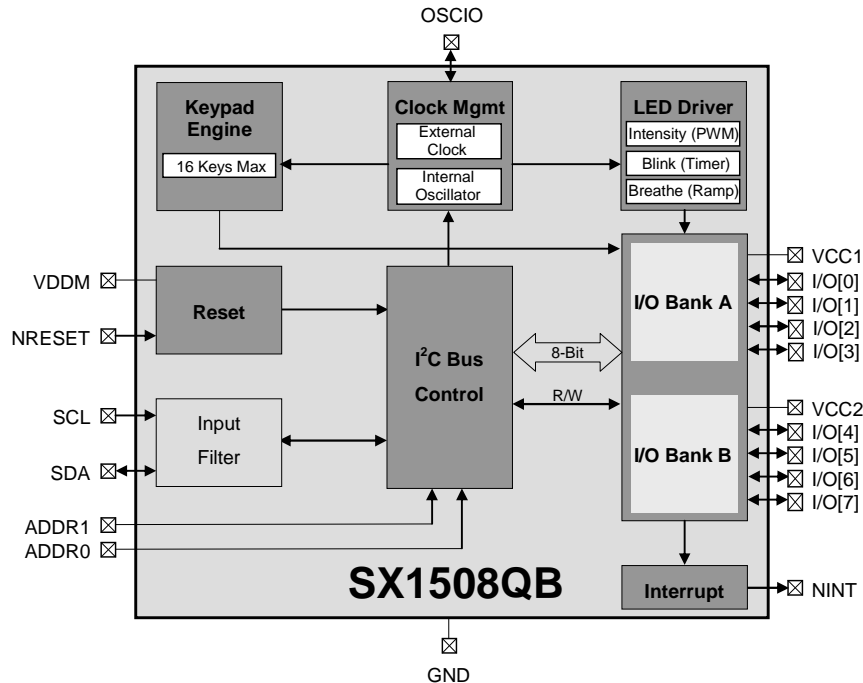 OSCIO
Keypad
Engine
16 Keys Max
Clock Mgmt
External
Clock
Internal
Oscillator
LED Driver
Intensity (PWM)
Blink (Timer)
Breathe (Ramp)
VDDM
NRESET
Reset
SCL
SDA
Input
Filter
ADDR1
ADDR0
I²C Bus
Control
8-Bit
R/W
I/O Bank A
I/O Bank B
VCC1
I/O[0]
I/O[1]
I/O[2]
I/O[3]
VCC2
I/O[4]
I/O[5]
I/O[6]
I/O[7]
SX1508QB
Interrupt
NINT
GND